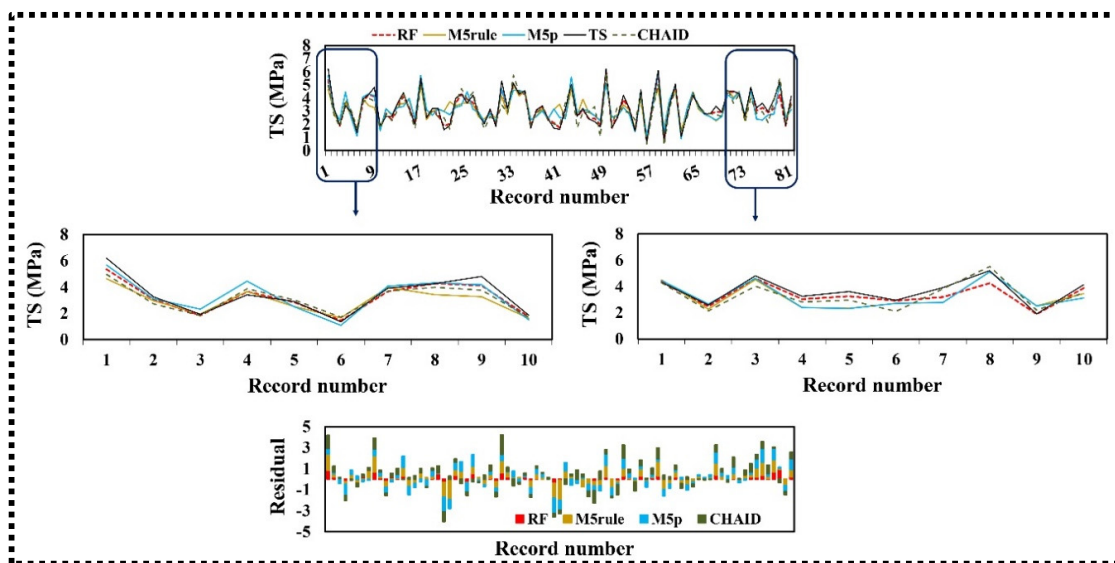 RF M5rule M5p TS CHAID
TS (MPa)
8
7
6
5
4
3
2
1
0
1 9 17 25 33 41 49 57 65 73 81
Record number
TS (MPa)
8
6
4
2
0
1 2 3 4 5 6 7 8 9 10
Record number
TS (MPa)
8
6
4
2
0
1 2 3 4 5 6 7 8 9 10
Record number
Residual
5
3
1
-1
-3
-5
RF M5rule M5p CHAID
Record number